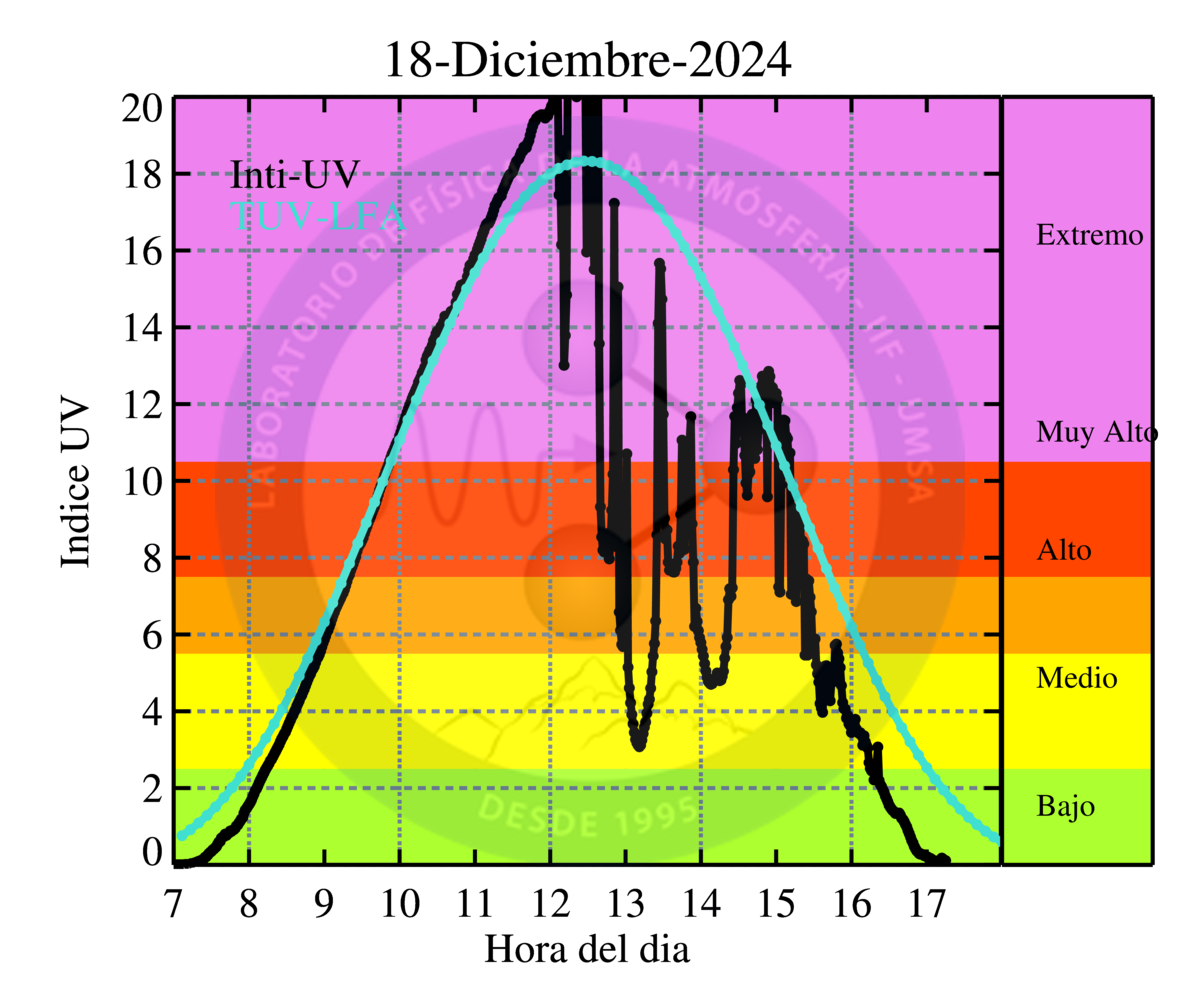 18-Diciembre-2024
Inti-UV
TUV-LFA
LABORATORIO DE FÍSICA DE LA ATMÓSFERA - IIF - UMSA
DESDE 1995
Indice UV
20
18
16
14
12
10
8
6
4
2
0
7 8 9 10 11 12 13 14 15 16 17
Hora del dia
Extremo
Muy Alto
Alto
Medio
Bajo